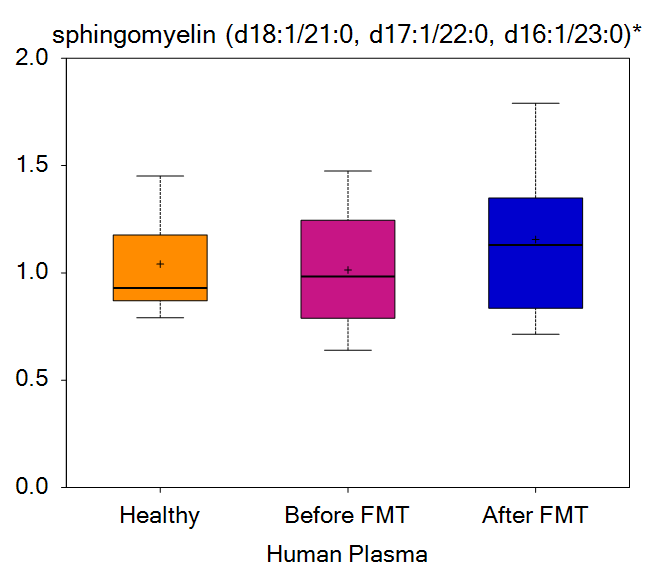 sphingomyelin (d18:1/21:0, d17:1/22:0, d16:1/23:0)*
2.0
1.5
1.0
0.5
0.0
Healthy Before FMT After FMT
Human Plasma